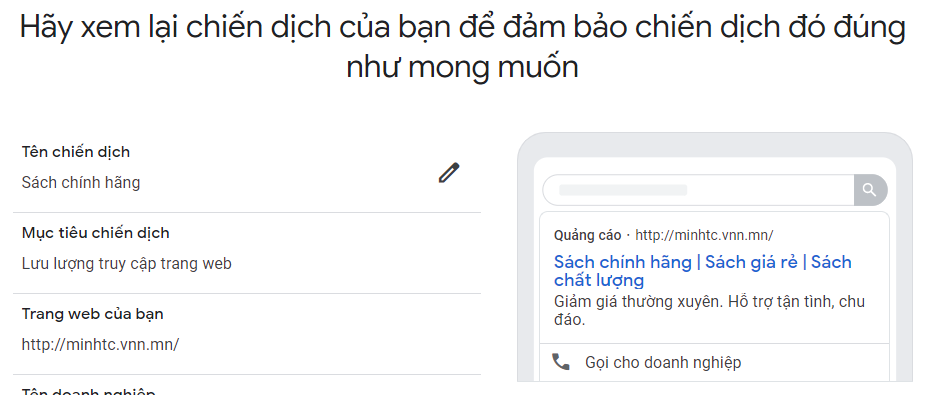 Hãy xem lại chiến dịch của bạn để đảm bảo chiến dịch đó đúng
như mong muốn
Tên chiến dịch
Sách chính hãng
Mục tiêu chiến dịch
Lưu lượng truy cập trang web
Trang web của bạn
http://minhtc.vnn.mn/
Tên doanh nghiệp
Quảng cáo · http://minhtc.vnn.mn/
Sách chính hãng | Sách giá rẻ | Sách
chất lượng
Giảm giá thường xuyên. Hỗ trợ tận tình, chu
đáo.
Gọi cho doanh nghiệp